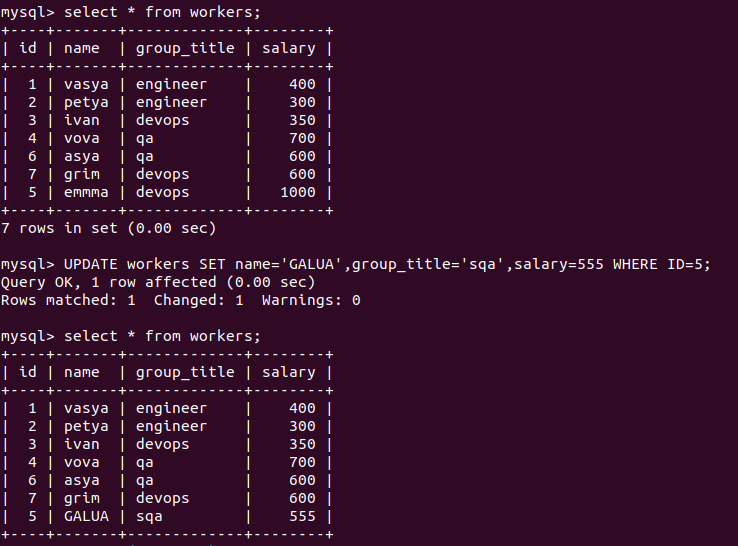 mysql> select * from workers;
+----+-------+-------------+--------+
| id | name  | group_title | salary |
+----+-------+-------------+--------+
|  1 | vasya | engineer    |    400 |
|  2 | petya | engineer    |    300 |
|  3 | ivan  | devops      |    350 |
|  4 | vova  | qa          |    700 |
|  6 | asya  | qa          |    600 |
|  7 | grim  | devops      |    600 |
|  5 | emmma | devops      |   1000 |
+----+-------+-------------+--------+
7 rows in set (0.00 sec)
mysql> UPDATE workers SET name='GALUA',group_title='sqa',salary=555 WHERE ID=5;
Query OK, 1 row affected (0.00 sec)
Rows matched: 1  Changed: 1  Warnings: 0
mysql> select * from workers;
+----+-------+-------------+--------+
| id | name  | group_title | salary |
+----+-------+-------------+--------+
|  1 | vasya | engineer    |    400 |
|  2 | petya | engineer    |    300 |
|  3 | ivan  | devops      |    350 |
|  4 | vova  | qa          |    700 |
|  6 | asya  | qa          |    600 |
|  7 | grim  | devops      |    600 |
|  5 | GALUA | sqa         |    555 |
+----+-------+-------------+--------+